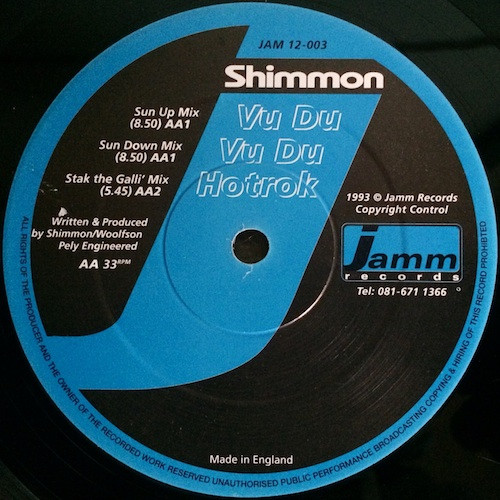 JAM 12-003
Shimmon
Sun Up Mix
(8.50) AA1
Vu Du
Sun Down Mix
(8.50) AA1
Vu Du
Stak the Galli' Mix
(5.45) AA2
Hotrok
Written & Produced
by Shimmon/Woolfson
Pely Engineered
AA 33RPM
1993 © Jamm Records
Copyright Control
jamm
records
Tel: 081-671 1366
Made in England
ALL RIGHTS OF THE PRODUCER AND THE OWNER OF THE RECORDED WORK RESERVED UNAUTHORISED PUBLIC PERFORMANCE BROADCASTING COPYING & HIRING OF THIS RECORD PROHIBITED